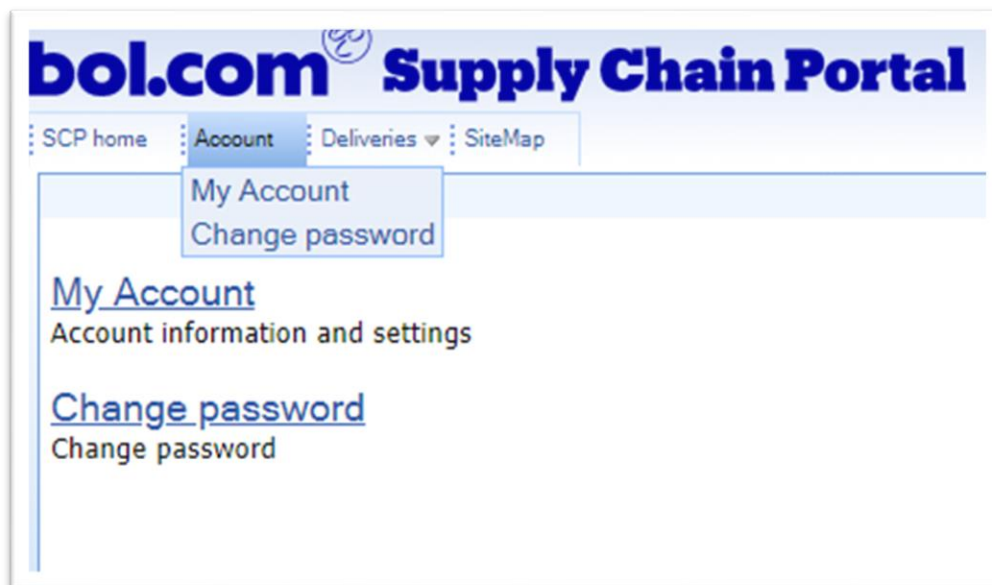 bol.com Supply Chain Portal
SCP home Account Deliveries SiteMap
My Account
Change password
My Account
Account information and settings
Change password
Change password